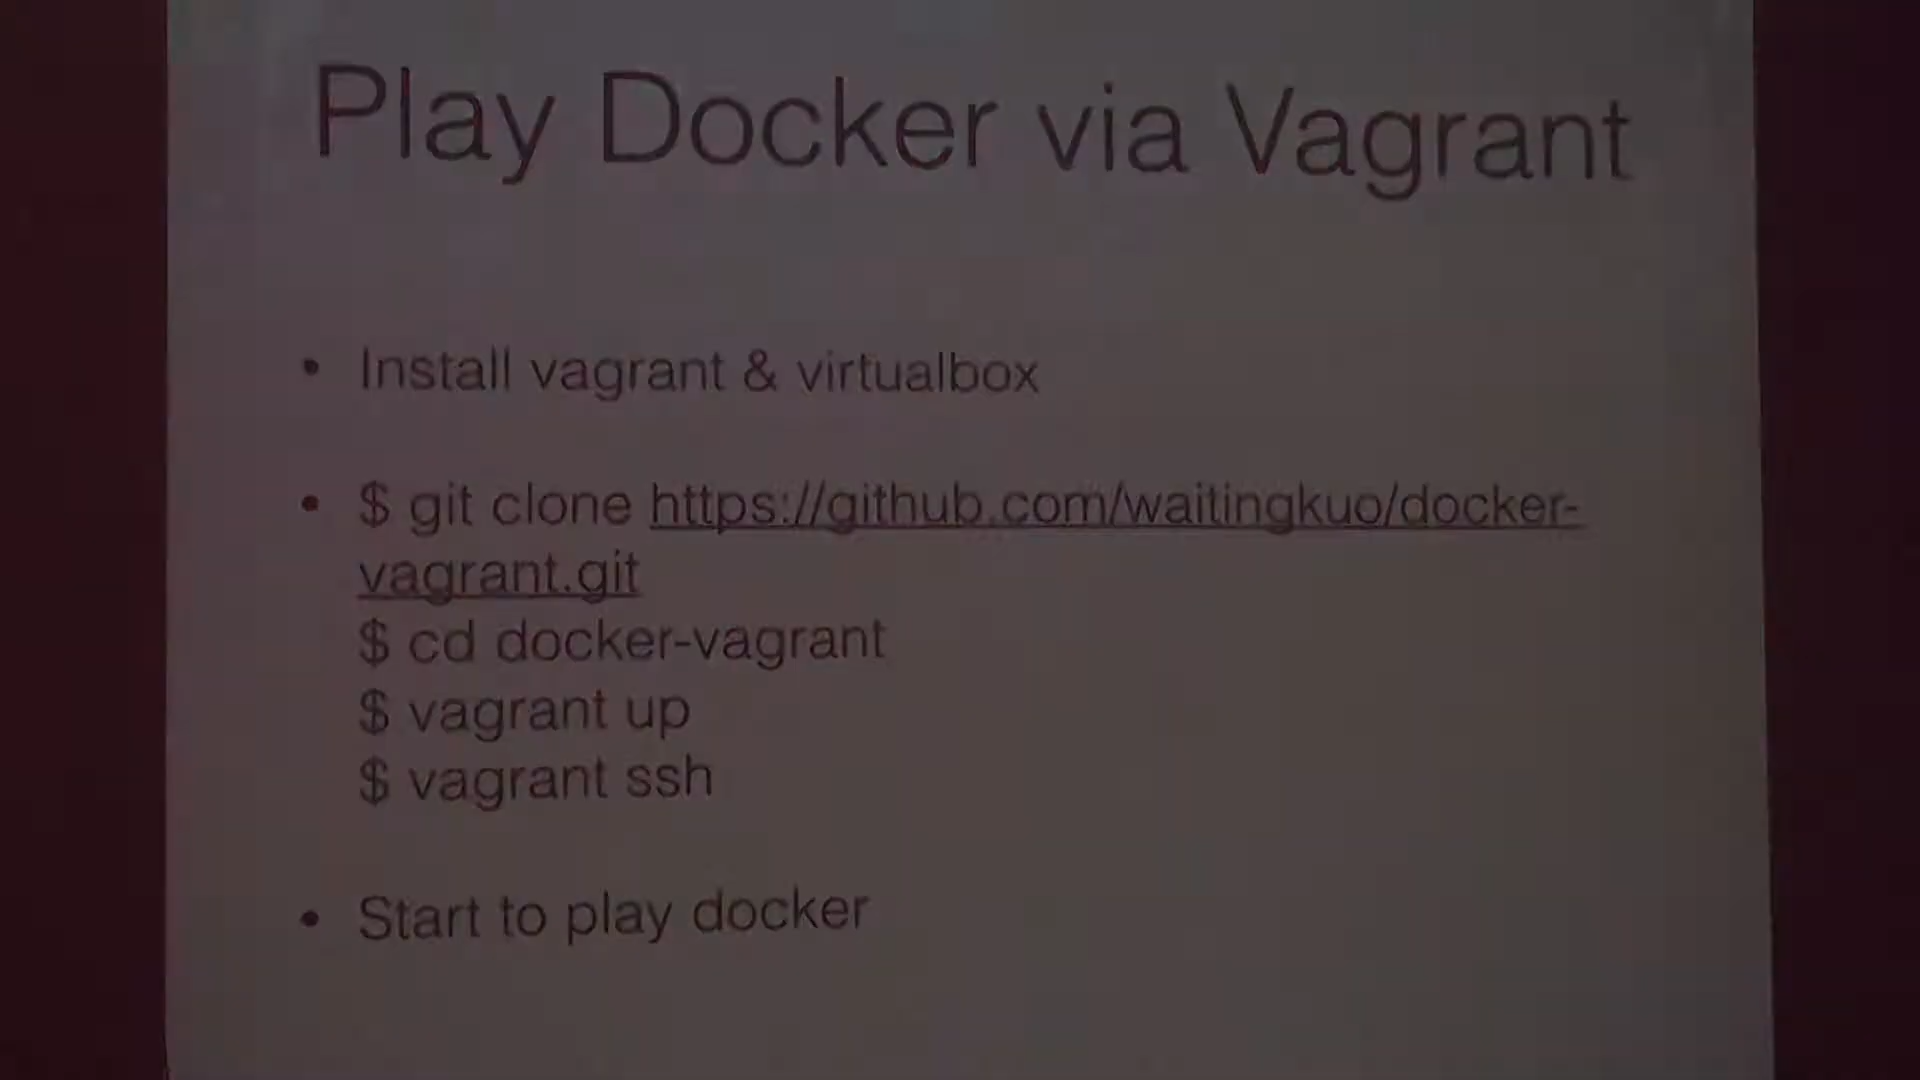 Play Docker via Vagrant
• Install vagrant & virtualbox
• $ git clone https://github.com/waitingkuo/docker-
vagrant.git
$ cd docker-vagrant
$ vagrant up
$ vagrant ssh
• Start to play docker